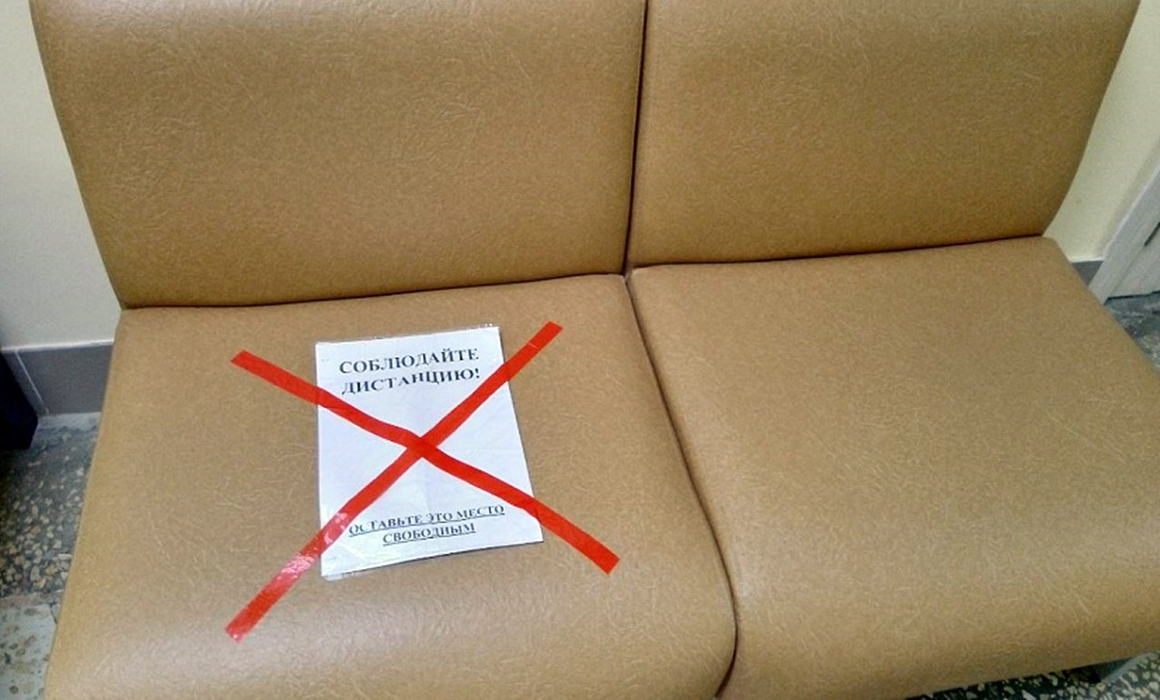 СОБЛЮДАЙТЕ
ДИСТАНЦИЮ!
ОСТАВЬТЕ ЭТО МЕСТО
СВОБОДНЫМ